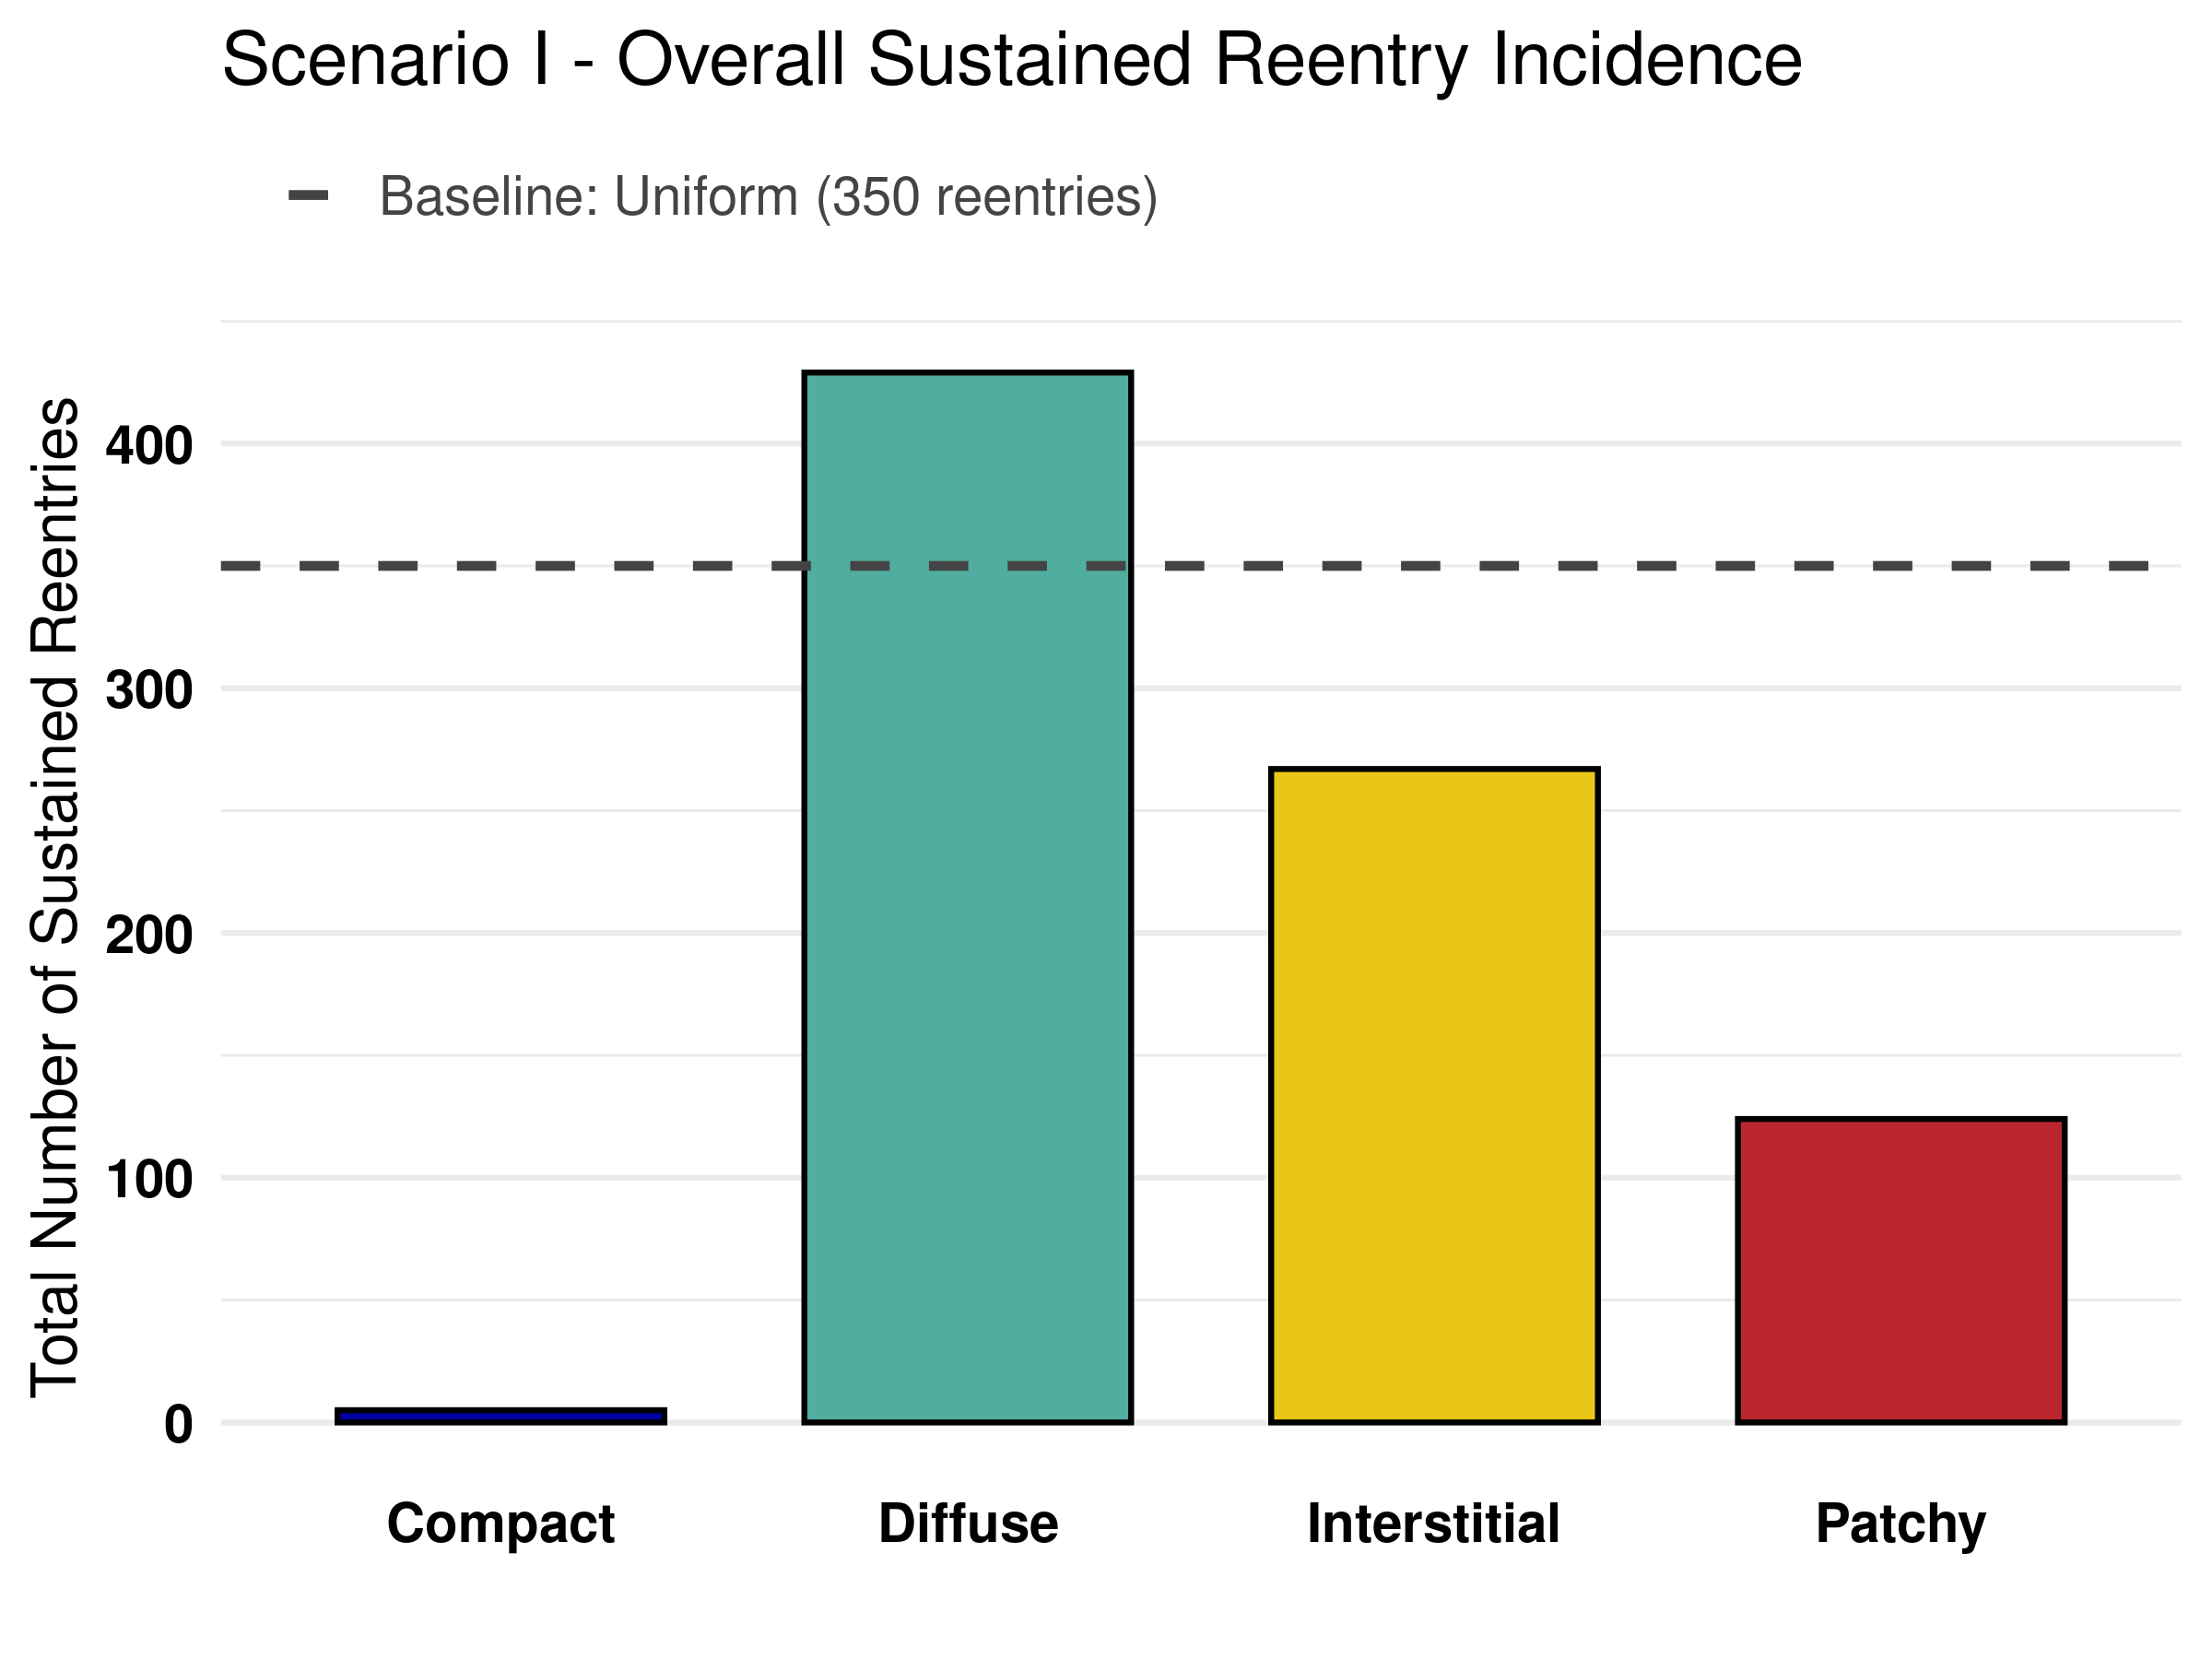 Scenario I - Overall Sustained Reentry Incidence
Baseline: Uniform (350 reentries)
Total Number of Sustained Reentries
400
300
200
100
0
Compact
Diffuse
Interstitial
Patchy